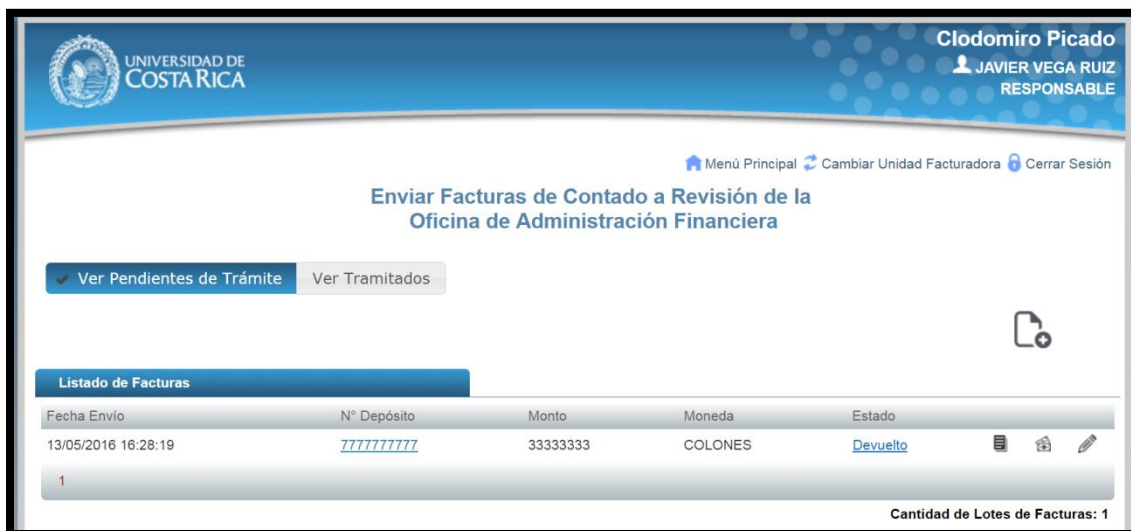 UNIVERSIDAD DE
COSTA RICA
Clodomiro Picado
JAVIER VEGA RUIZ
RESPONSABLE
Menú Principal Cambiar Unidad Facturadora Cerrar Sesión
Enviar Facturas de Contado a Revisión de la
Oficina de Administración Financiera
Ver Pendientes de Trámite Ver Tramitados
Listado de Facturas
Fecha Envío N° Depósito Monto Moneda Estado
13/05/2016 16:28:19 7777777777 33333333 COLONES Devuelto
1
Cantidad de Lotes de Facturas: 1